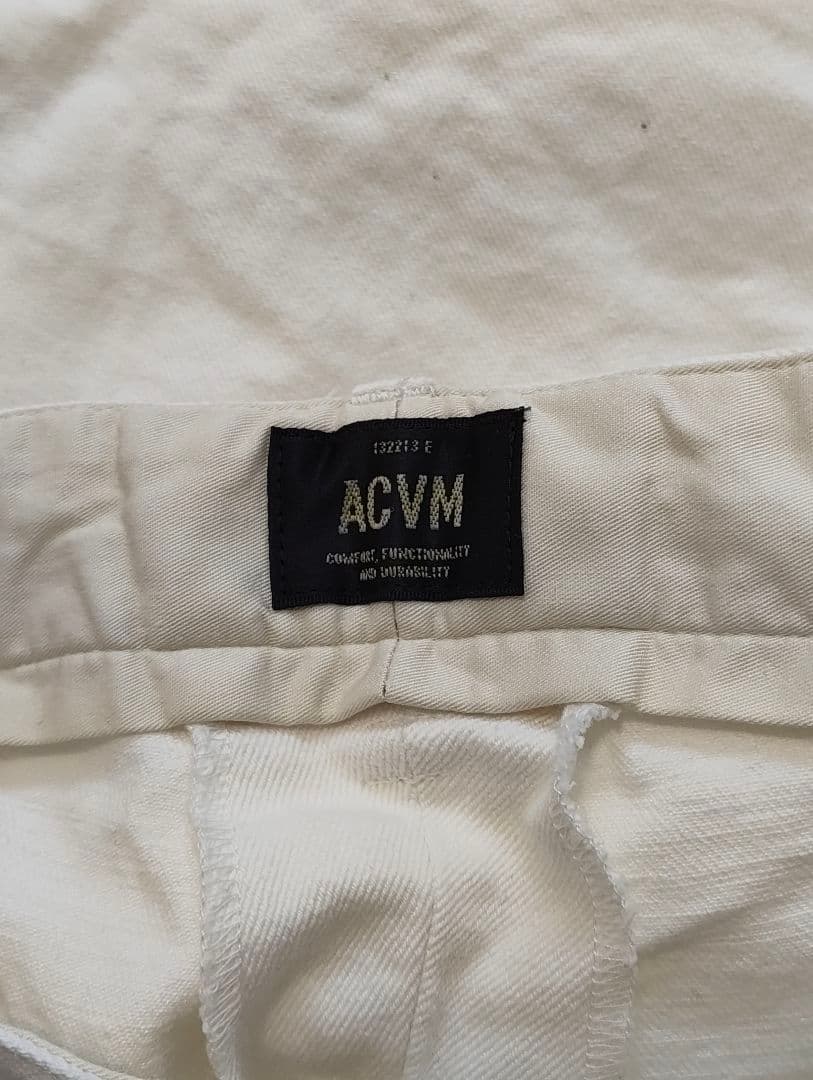 132213 E
ACVM
COMFORT, FUNCTIONALITY
AND DURABILITY